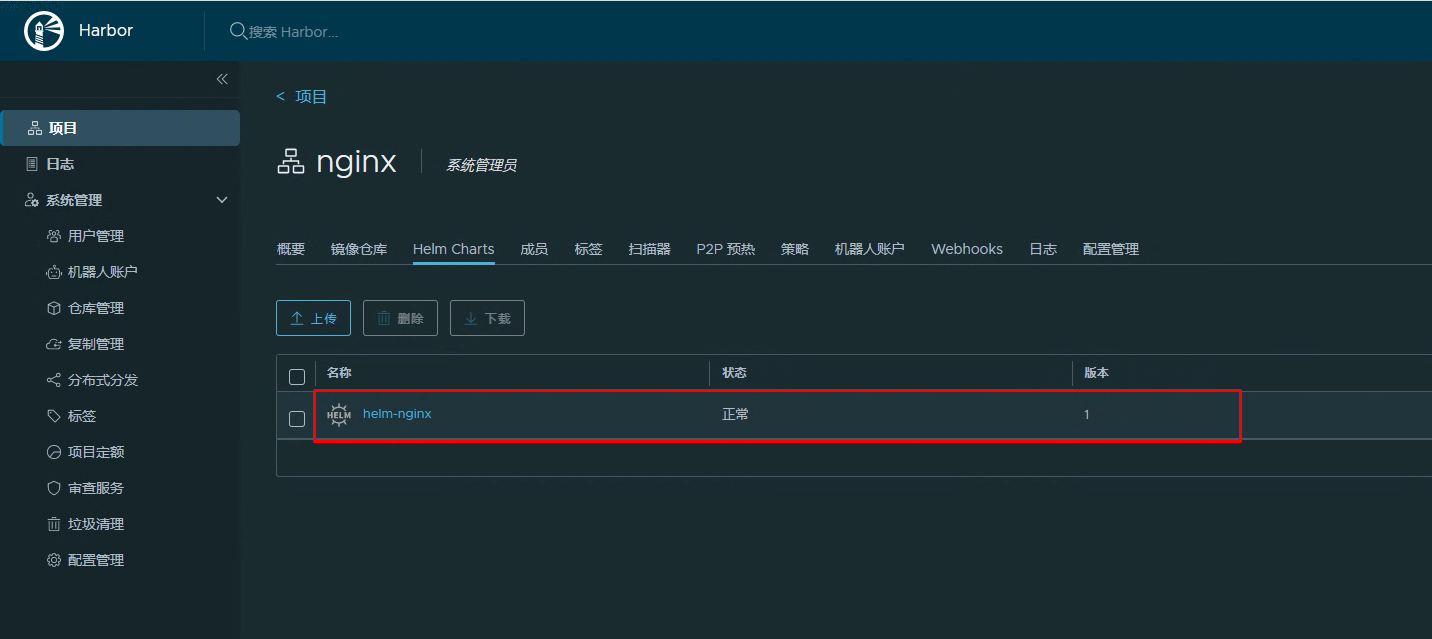 Harbor
搜索 Harbor...
项目
日志
系统管理
用户管理
机器人账户
仓库管理
复制管理
分布式分发
标签
项目定额
审查服务
垃圾清理
配置管理
< 项目
nginx 系统管理员
概要 镜像仓库 Helm Charts 成员 标签 扫描器 P2P 预热 策略 机器人账户 Webhooks 日志 配置管理
上传 删除 下载
名称 状态 版本
HELM helm-nginx 正常 1